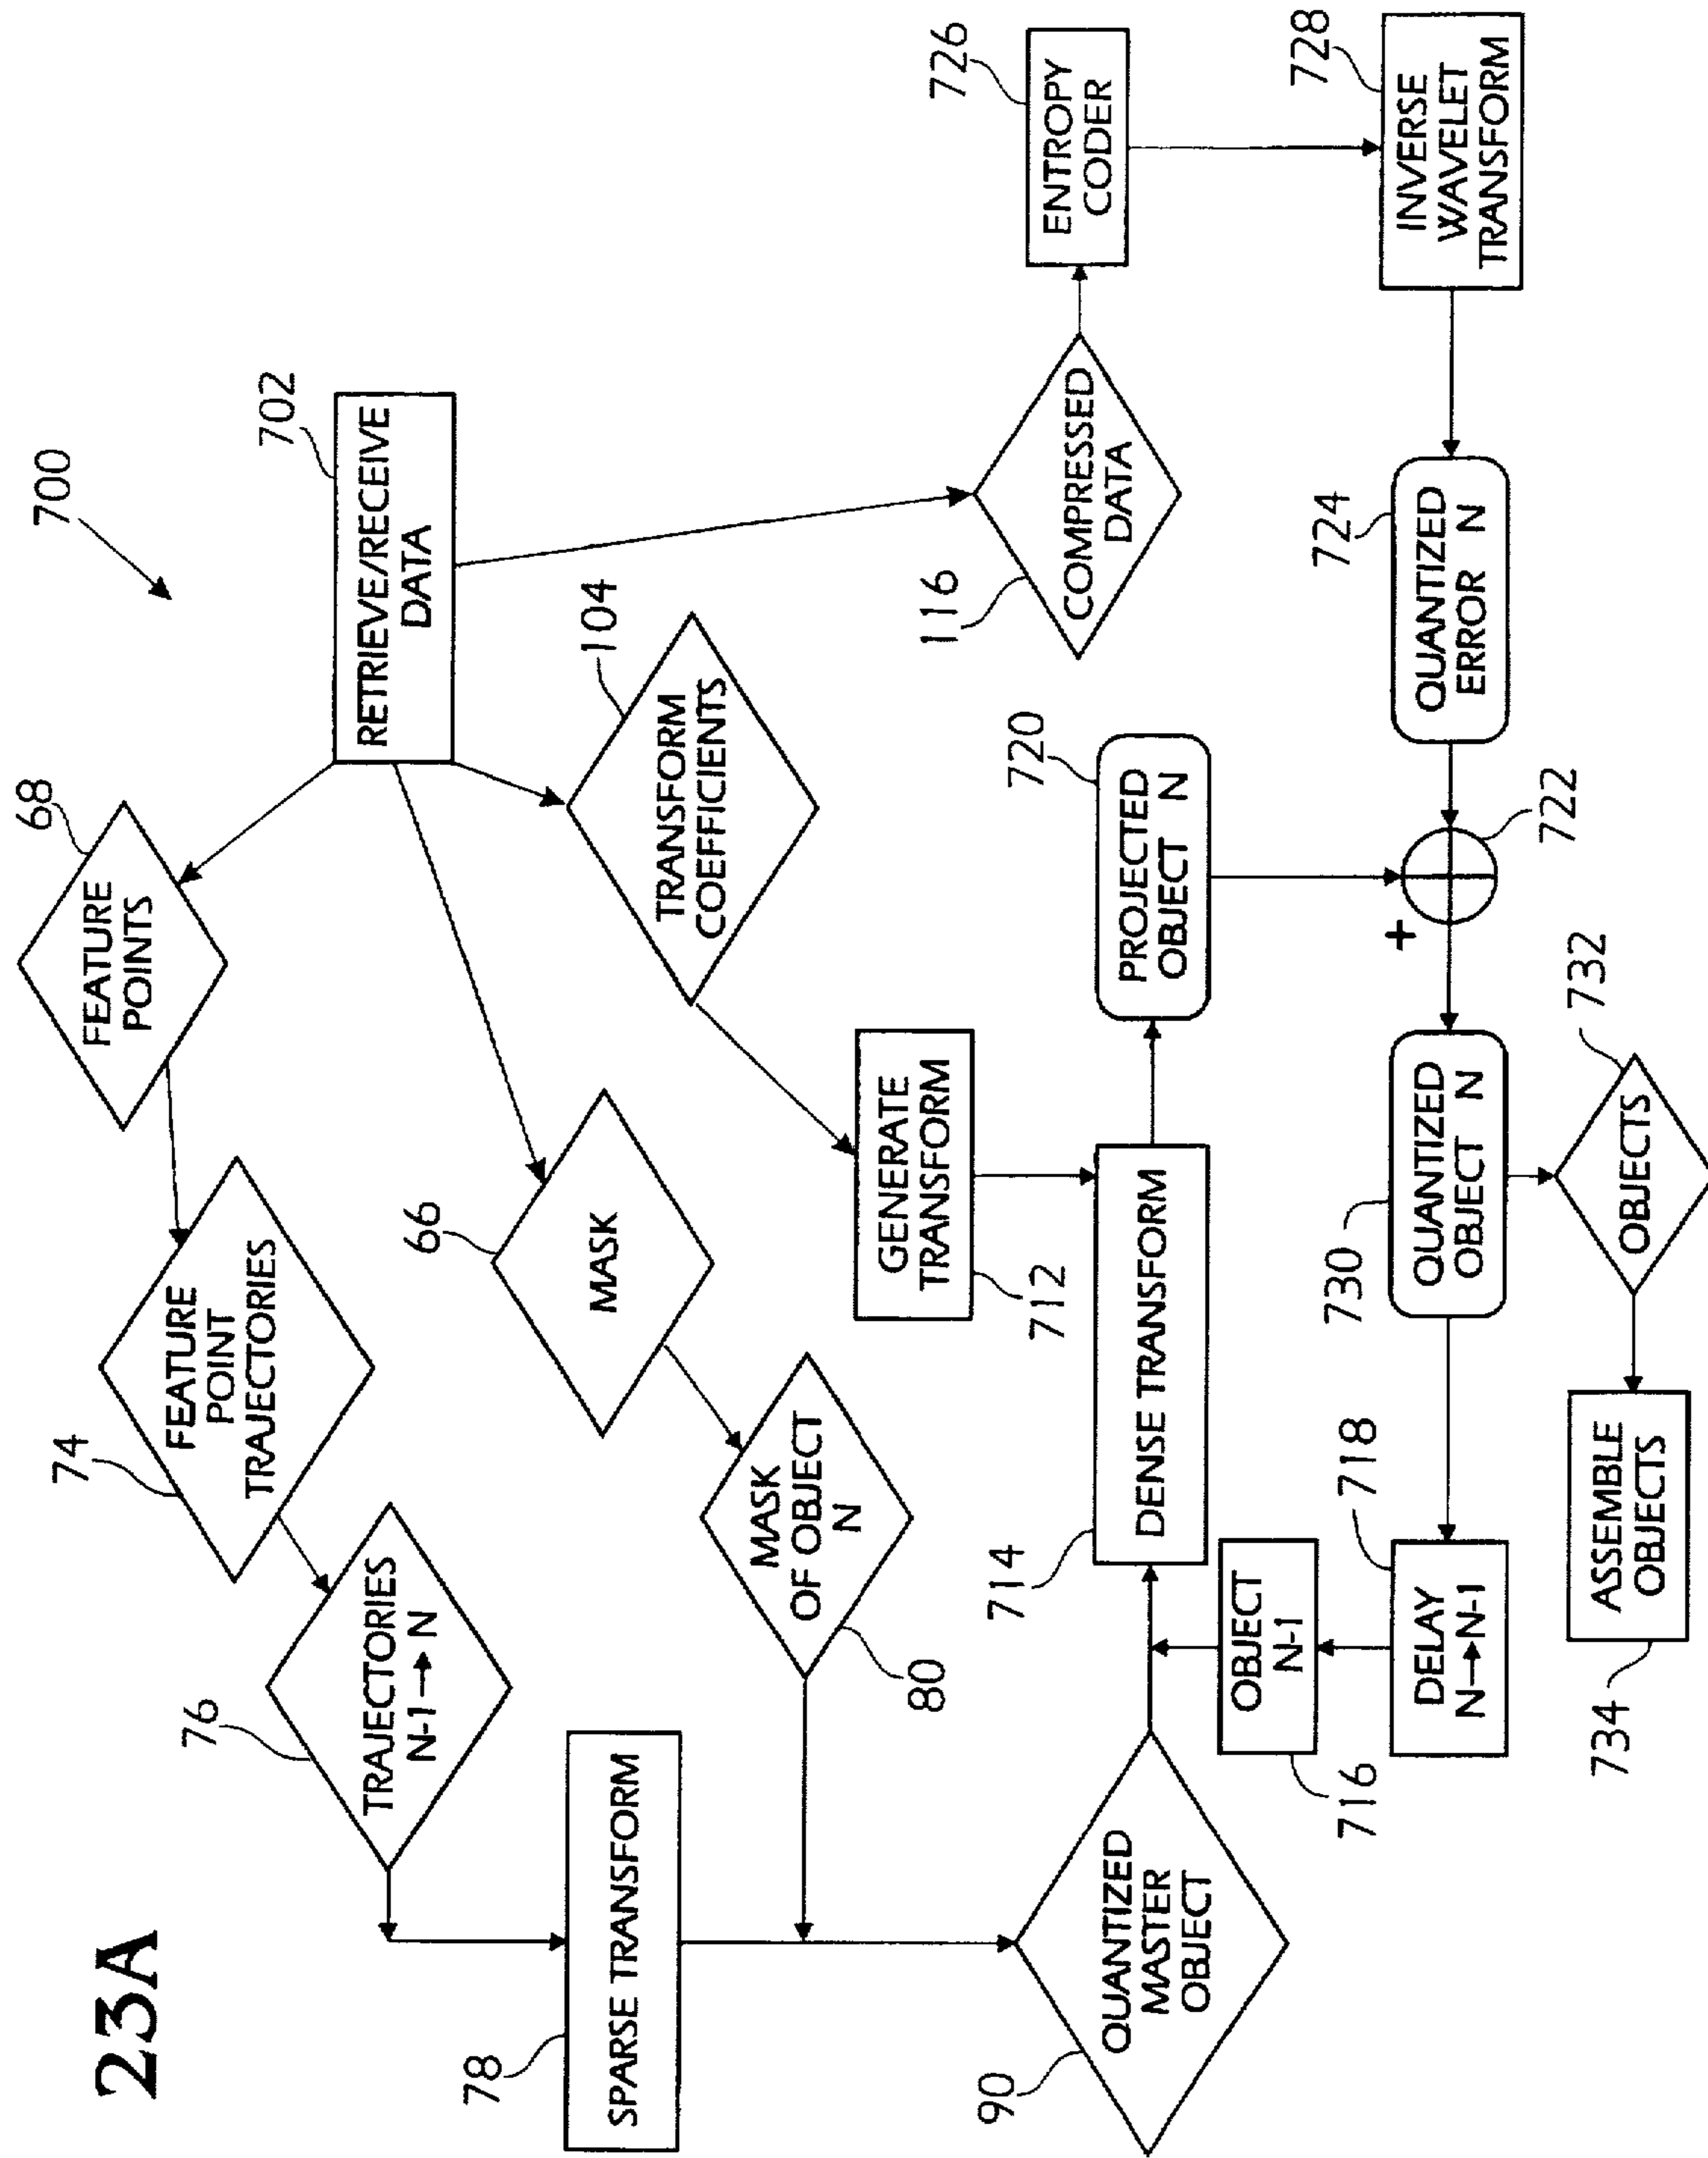 23A
700
702
RETRIEVE/RECEIVE
DATA
68
FEATURE
POINTS
74
FEATURE
POINT
TRAJECTORIES
76
TRAJECTORIES
N-1→N
78
SPARSE TRANSFORM
66
MASK
80
MASK
OF OBJECT
N
104
TRANSFORM
COEFFICIENTS
90
QUANTIZED
MASTER
OBJECT
712
GENERATE
TRANSFORM
714
DENSE TRANSFORM
716
OBJECT
N-1
718
DELAY
N→N-1
720
PROJECTED
OBJECT N
116
COMPRESSED
DATA
726
ENTROPY
CODER
728
INVERSE
WAVELET
TRANSFORM
724
QUANTIZED
ERROR N
722
+
730
QUANTIZED
OBJECT N
732
OBJECTS
734
ASSEMBLE
OBJECTS